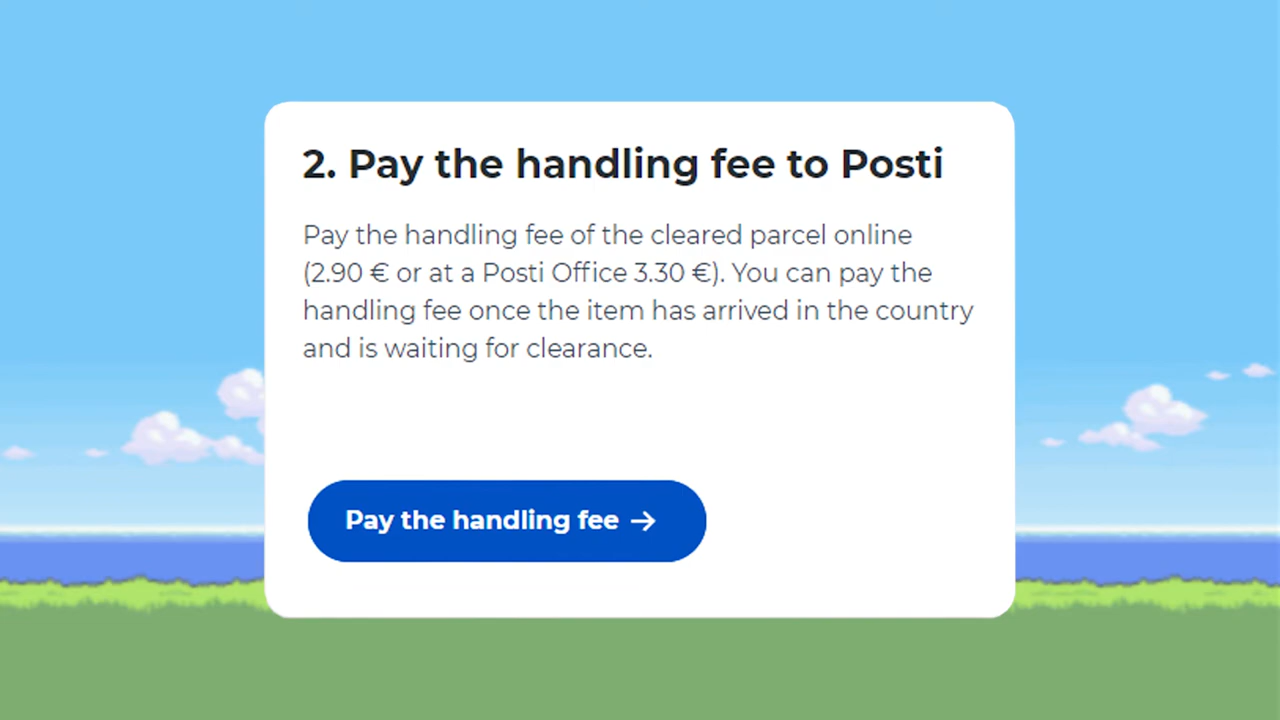 2. Pay the handling fee to Posti
Pay the handling fee of the cleared parcel online
(2.90 € or at a Posti Office 3.30 €). You can pay the
handling fee once the item has arrived in the country
and is waiting for clearance.
Pay the handling fee →